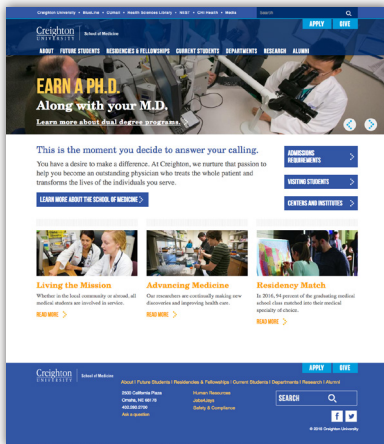 Creighton University • BlueLine • CUmail • Health Sciences Library • NEST • CHI Health • Media
Search
Creighton
UNIVERSITY
School of Medicine
APPLY
GIVE
ABOUT FUTURE STUDENTS RESIDENCIES & FELLOWSHIPS CURRENT STUDENTS DEPARTMENTS RESEARCH ALUMNI
EARN A PH.D.
Along with your M.D.
Learn more about dual degree programs.
This is the moment you decide to answer your calling.
You have a desire to make a difference. At Creighton, we nurture that passion to
help you become an outstanding physician who treats the whole patient and
transforms the lives of the individuals you serve.
LEARN MORE ABOUT THE SCHOOL OF MEDICINE
ADMISSIONS
REQUIREMENTS
VISITING STUDENTS
CENTERS AND INSTITUTES
Living the Mission
Whether in the local community or abroad, all
medical students are involved in service.
READ MORE
Advancing Medicine
Our researchers are continually making new
discoveries and improving health care.
READ MORE
Residency Match
In 2016, 94 percent of the graduating medical
school class matched into their medical
specialty of choice.
READ MORE
APPLY
GIVE
Creighton
UNIVERSITY
School of Medicine
About | Future Students | Residencies & Fellowships | Current Students | Departments | Research | Alumni
2500 California Plaza
Omaha, NE 68178
402.280.2700
Ask a question
Human Resources
Jobs4Jays
Safety & Compliance
SEARCH
© 2016 Creighton University